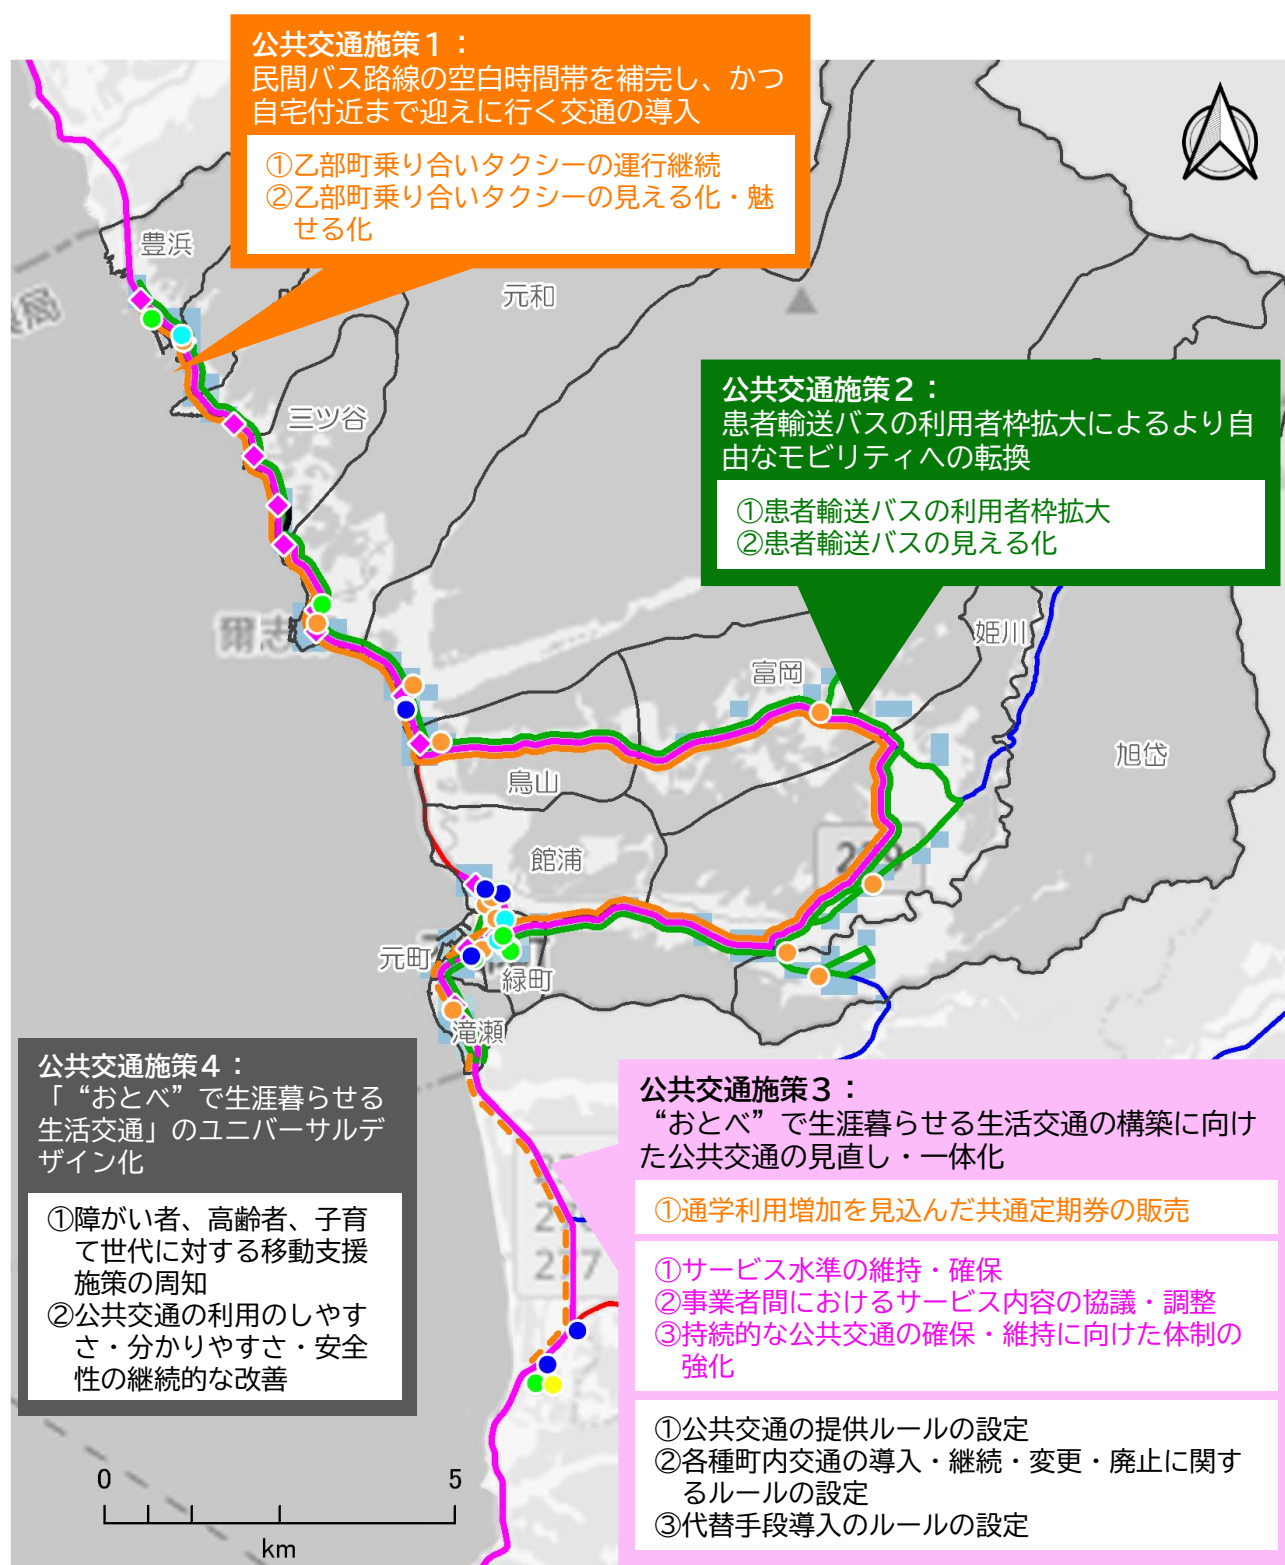 公共交通施策１：
民間バス路線の空白時間帯を補完し、かつ
自宅付近まで迎えに行く交通の導入
①乙部町乗り合いタクシーの運行継続
②乙部町乗り合いタクシーの見える化・魅
せる化
豊浜
元和
三ツ谷
公共交通施策２：
患者輸送バスの利用者枠拡大によるより自
由なモビリティへの転換
①患者輸送バスの利用者枠拡大
②患者輸送バスの見える化
爾志
姫川
富岡
旭岱
鳥山
館浦
229
元町
緑町
滝瀬
公共交通施策４：
「“おとべ”で生涯暮らせる
生活交通」のユニバーサルデ
ザイン化
①障がい者、高齢者、子育
て世代に対する移動支援
施策の周知
②公共交通の利用のしやす
さ・分かりやすさ・安全
性の継続的な改善
公共交通施策３：
“おとべ”で生涯暮らせる生活交通の構築に向け
た公共交通の見直し・一体化
①通学利用増加を見込んだ共通定期券の販売
①サービス水準の維持・確保
②事業者間におけるサービス内容の協議・調整
③持続的な公共交通の確保・維持に向けた体制の
強化
①公共交通の提供ルールの設定
②各種町内交通の導入・継続・変更・廃止に関す
るルールの設定
③代替手段導入のルールの設定
277
0 5
km